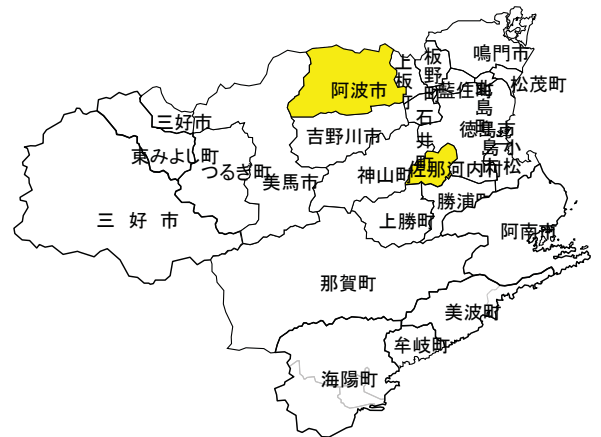 鳴門市
板野町
上板町
松茂町
阿波市
藍住町
北島町
三好市
石井町
徳島市
吉野川市
小松島市
東みよし町
つるぎ町
美馬市
神山町
佐那河内村
勝浦町
三好市
上勝町
阿南市
那賀町
美波町
牟岐町
海陽町